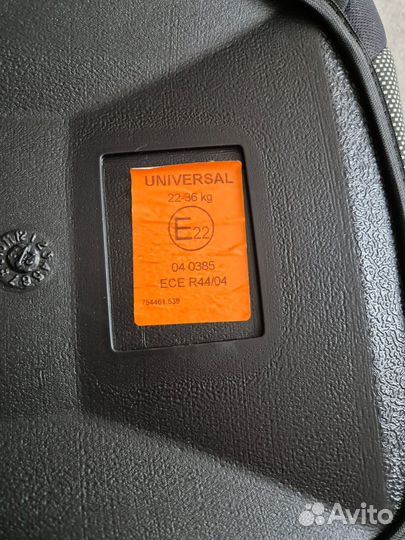 UNIVERSAL
22-36 kg
E22
04 0385
ECE R44/04
754461.538
Avito